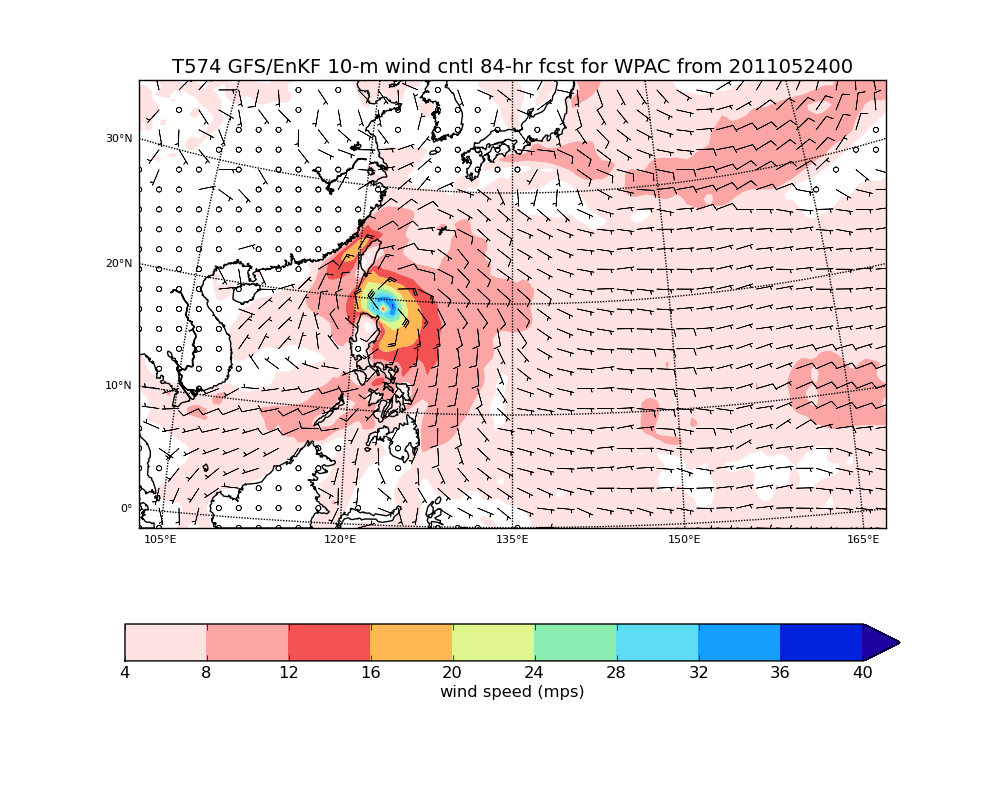 T574 GFS/EnKF 10-m wind cntl 84-hr fcst for WPAC from 2011052400
30°N
20°N
10°N
0°
105°E 120°E 135°E 150°E 165°E
4 8 12 16 20 24 28 32 36 40
wind speed (mps)